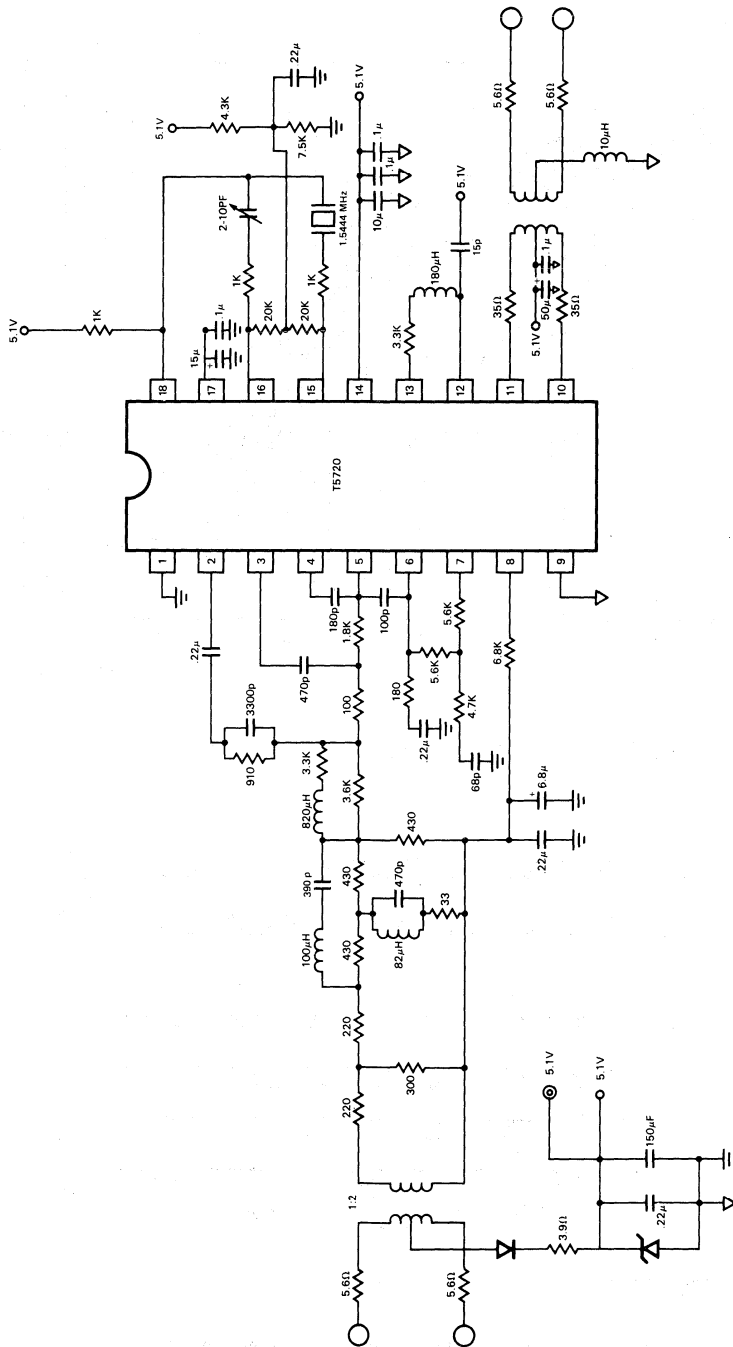 5.1V
1K
5.1V
4.3K
.22µ
7.5K
2-10PF
1.5444 MHz
1K
1K
20K
20K
15µ
+
.1µ
5.1V
10µ
.1µ
.1µ
180µH
3.3K
15p
5.1V
5.6Ω
5.6Ω
10µH
35Ω
35Ω
5.1V
50µ
+
.1µ
18
17
16
15
14
13
12
11
10
T5720
1
2
3
4
5
6
7
8
9
.22µ
3300p
910
470p
180p
100p
1.8K
100
5.6K
5.6K
180
.22µ
4.7K
68p
6.8K
3.3K
820µH
3.6K
430
+
6.8µ
.22µ
390p
100µH
430
430
470p
82µH
33
220
220
300
1:2
5.6Ω
5.6Ω
3.9Ω
5.1V
5.1V
150µF
.22µ